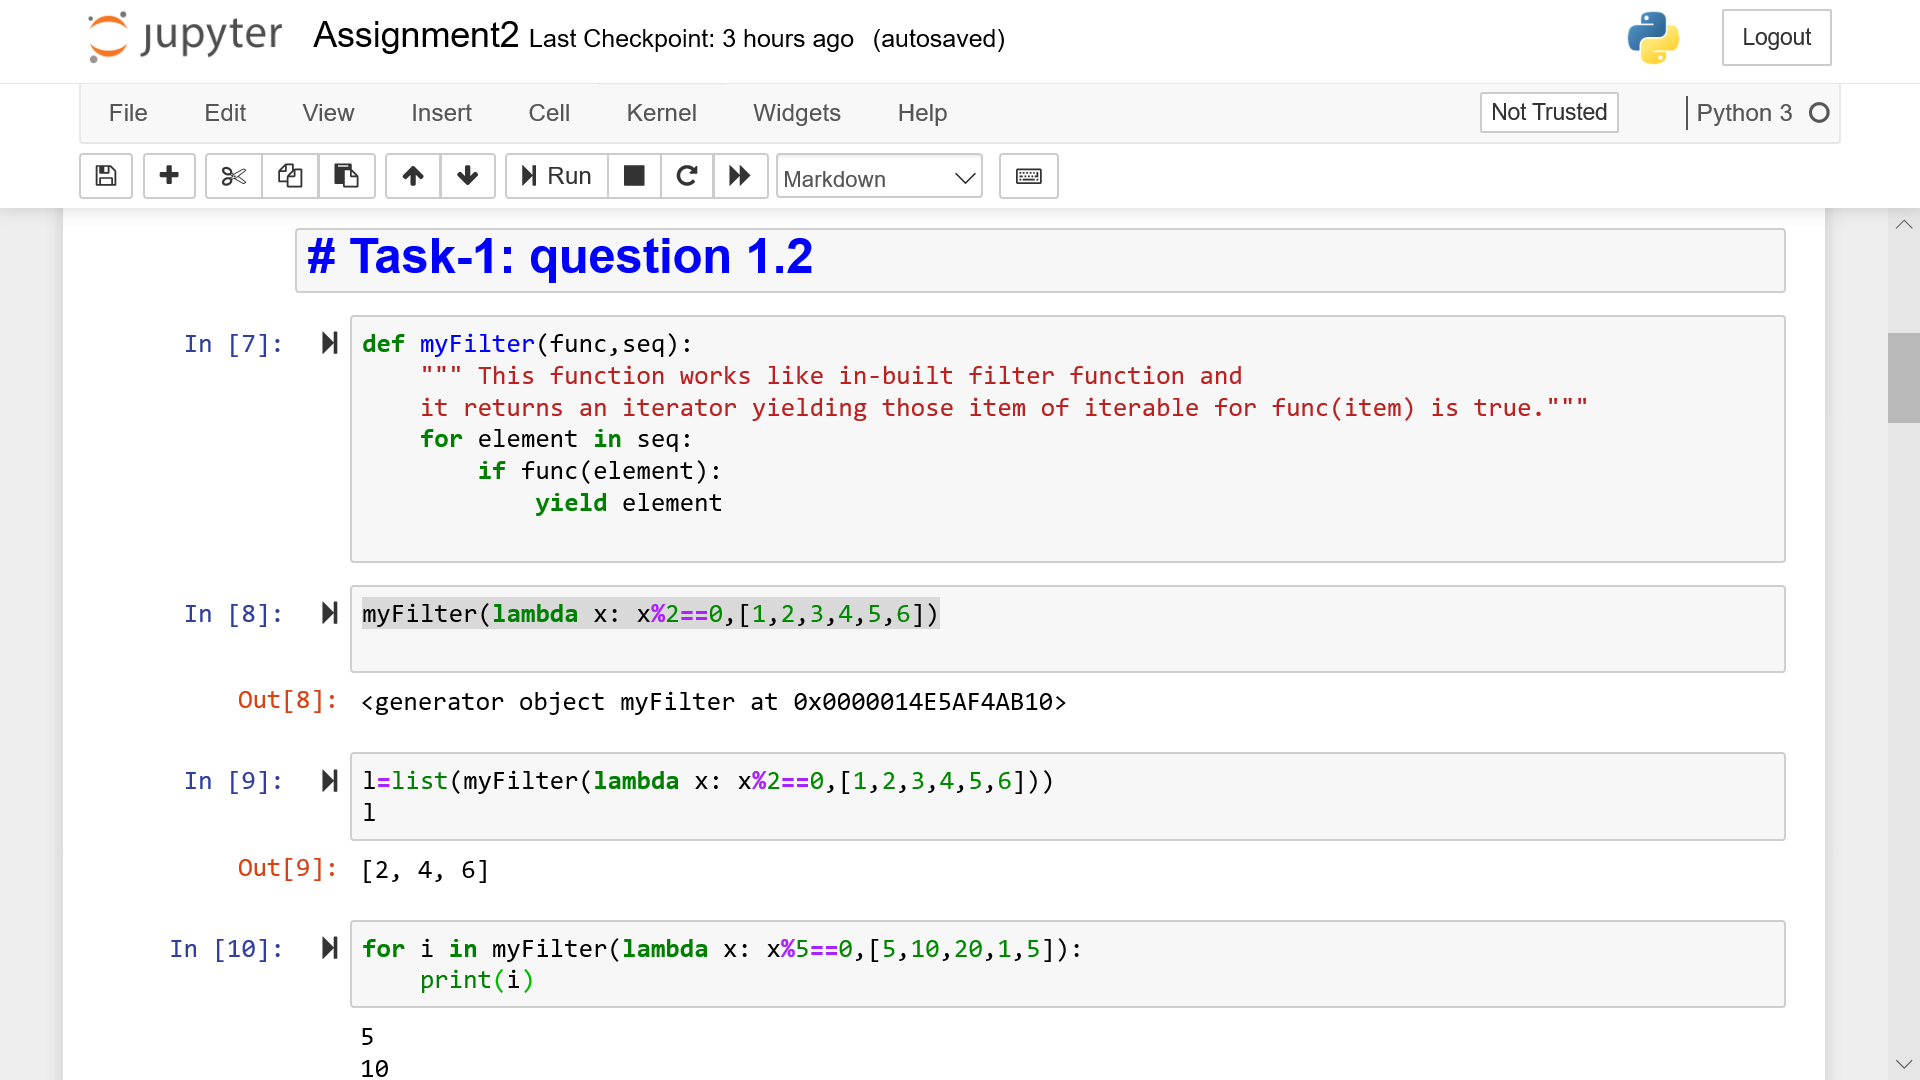 jupyter Assignment2 Last Checkpoint: 3 hours ago (autosaved) Logout
File Edit View Insert Cell Kernel Widgets Help Not Trusted Python 3
Run Markdown
# Task-1: question 1.2
In [7]: def myFilter(func,seq):
""" This function works like in-built filter function and
it returns an iterator yielding those item of iterable for func(item) is true."""
for element in seq:
if func(element):
yield element
In [8]: myFilter(lambda x: x%2==0,[1,2,3,4,5,6])
Out[8]: <generator object myFilter at 0x0000014E5AF4AB10>
In [9]: l=list(myFilter(lambda x: x%2==0,[1,2,3,4,5,6]))
l
Out[9]: [2, 4, 6]
In [10]: for i in myFilter(lambda x: x%5==0,[5,10,20,1,5]):
print(i)
5
10